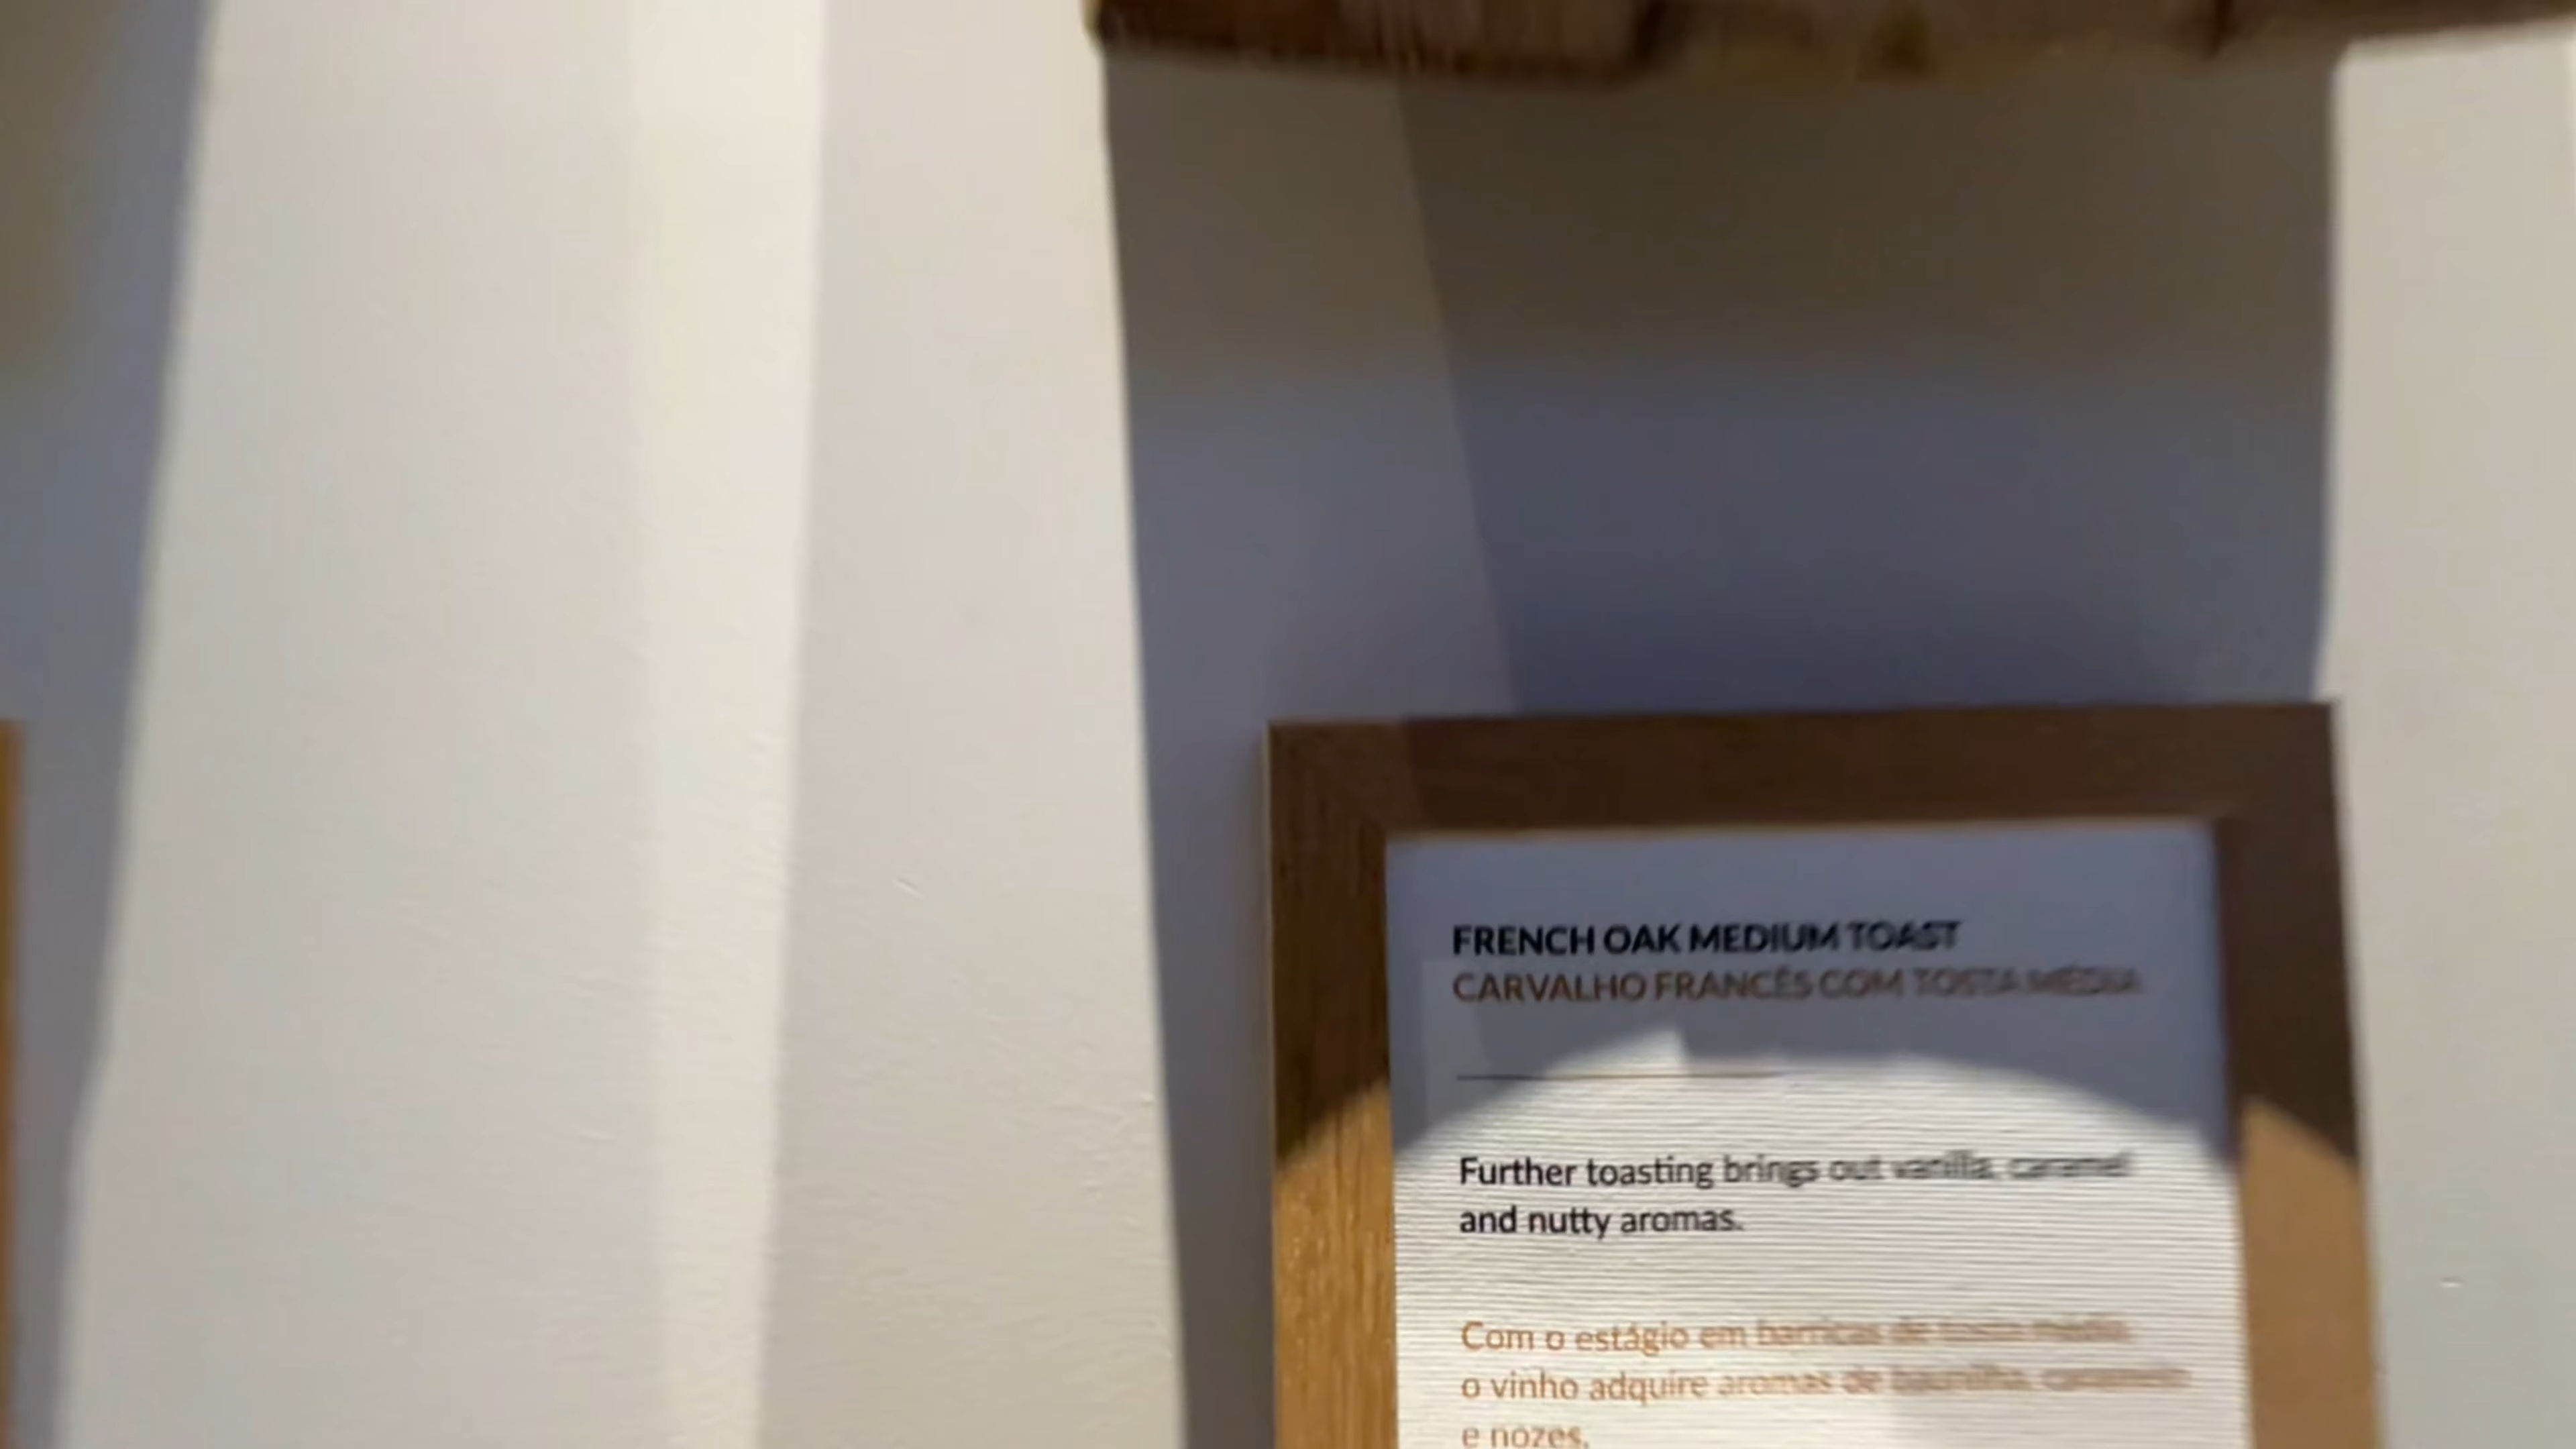 FRENCH OAK MEDIUM TOAST
CARVALHO FRANCÊS COM TOSTA MÉDIA
Further toasting brings out vanilla, caramel
and nutty aromas.
Com o estágio em barricas de tosta média,
o vinho adquire aromas de baunilha, caramelo
e nozes.